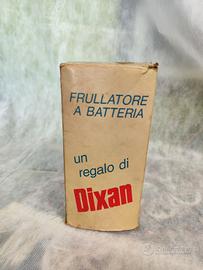 FRULLATORE
A BATTERIA
un
regalo di
Dixan